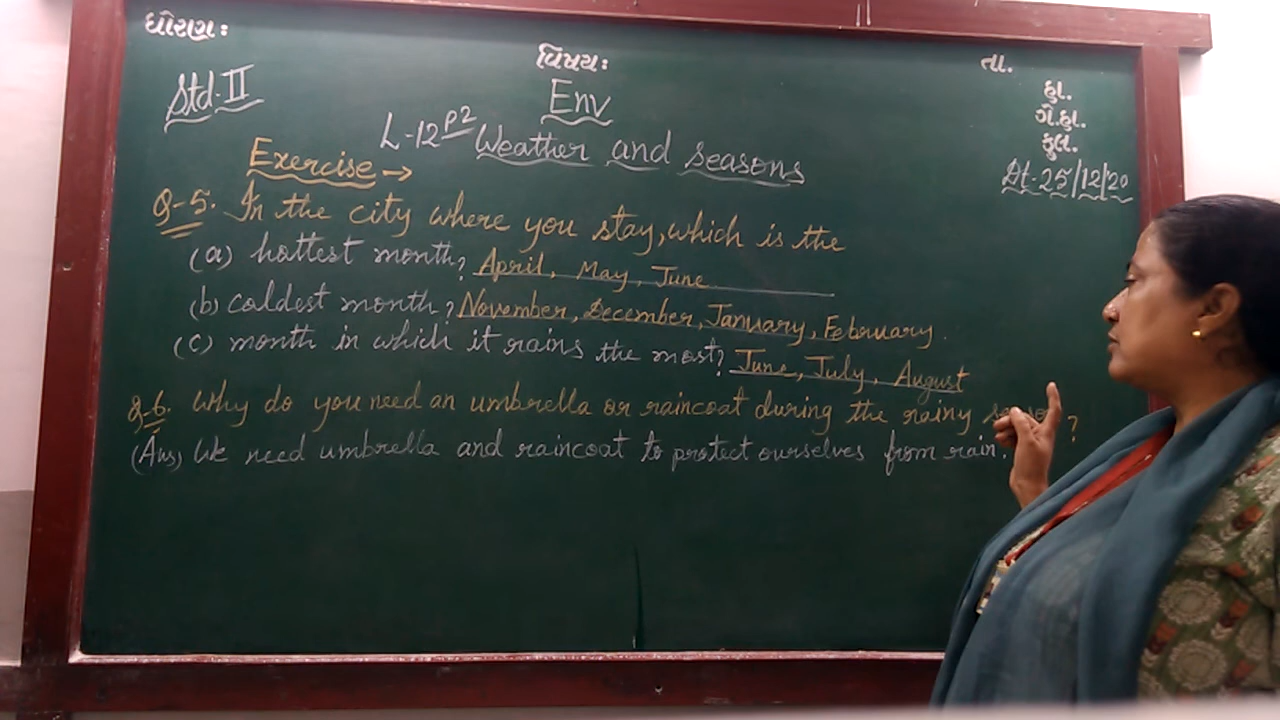 ધોરણઃ
વિષયઃ
તા.
Std. II
Env
હા.
ગે.હા.
કુલ.
L-12 P2 Weather and seasons
Dt-25/12/20
Exercise →
Q-5. In the city where you stay, which is the
(a) hottest month? April, May, June
(b) coldest month? November, December, January, February.
(c) month in which it rains the most? June, July, August
Q-6. Why do you need an umbrella or raincoat during the rainy ?
(Ans) We need umbrella and raincoat to protect ourselves from rain.